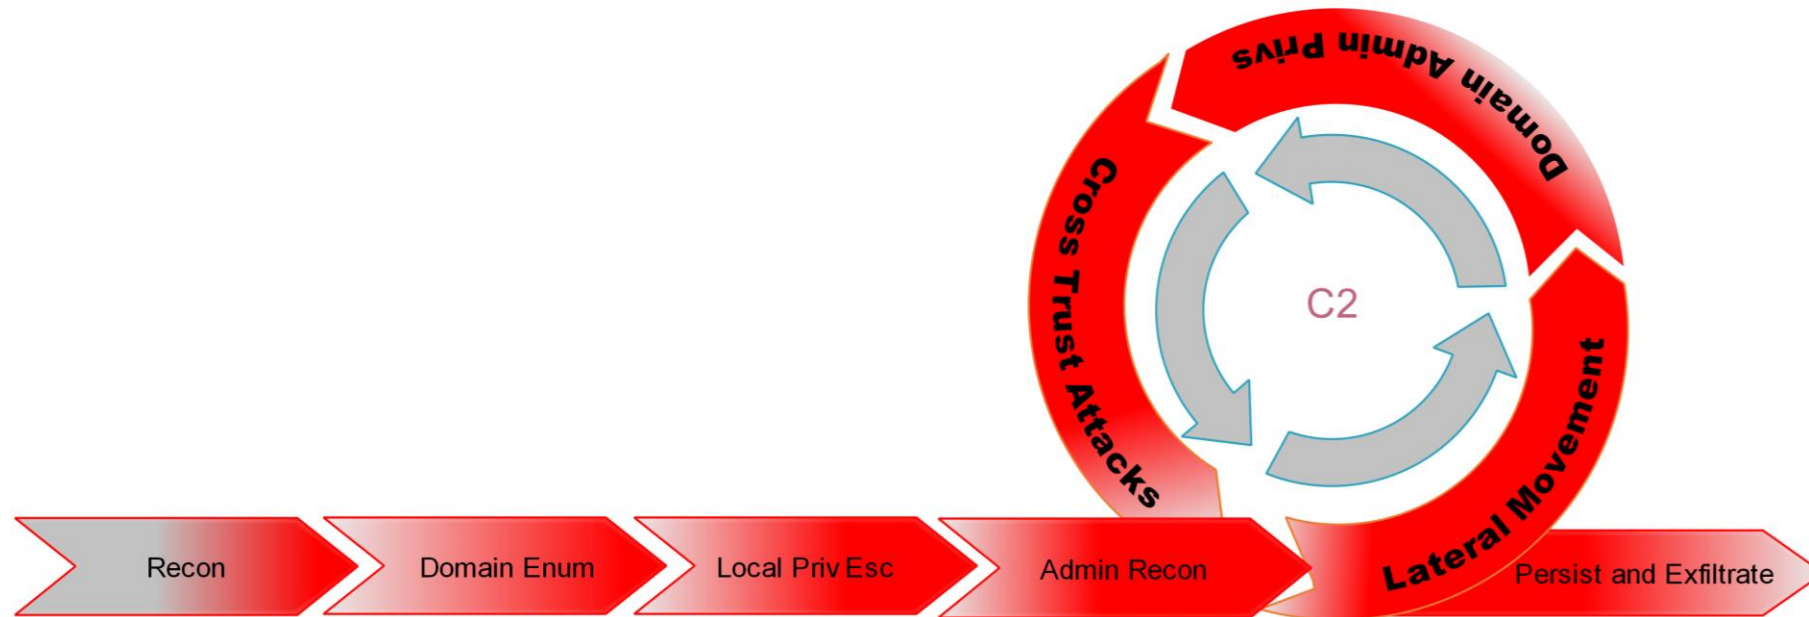 Recon
Domain Enum
Local Priv Esc
Admin Recon
Lateral Movement
Domain Admin Privs
Cross Trust Attacks
C2
Persist and Exfiltrate